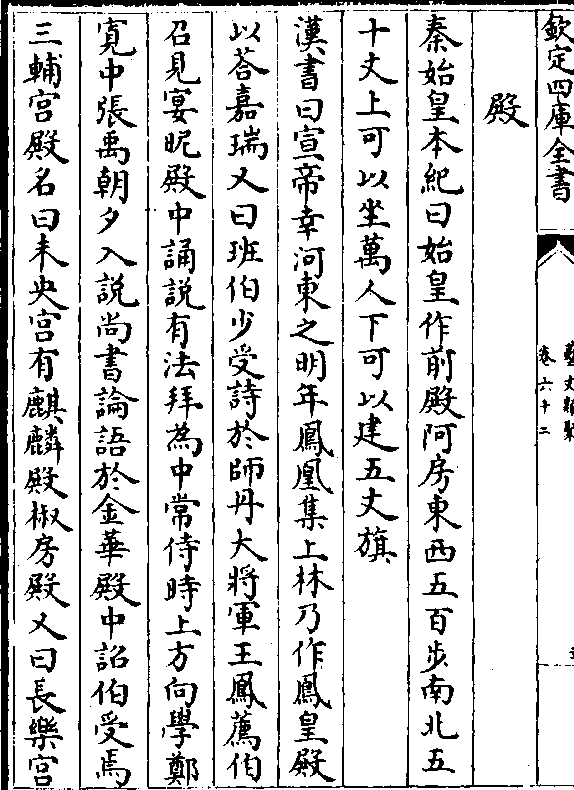 欽定四庫全書
藝文類聚
卷六十二
殿
秦始皇本紀曰始皇作前殿阿房東西五百步南北五
十丈上可以坐萬人下可以建五丈旗
漢書曰宣帝幸河東之明年鳳凰集上林乃作鳳皇殿
以荅嘉瑞又曰班伯少受詩於師丹大將軍王鳳薦伯
召見宴昵殿中誦説有法拜為中常侍時上方向學鄭
寛中張禹朝夕入説尚書論語於金華殿中詔伯受焉
三輔宫殿名曰未央宫有麒麟殿椒房殿又曰長樂宫